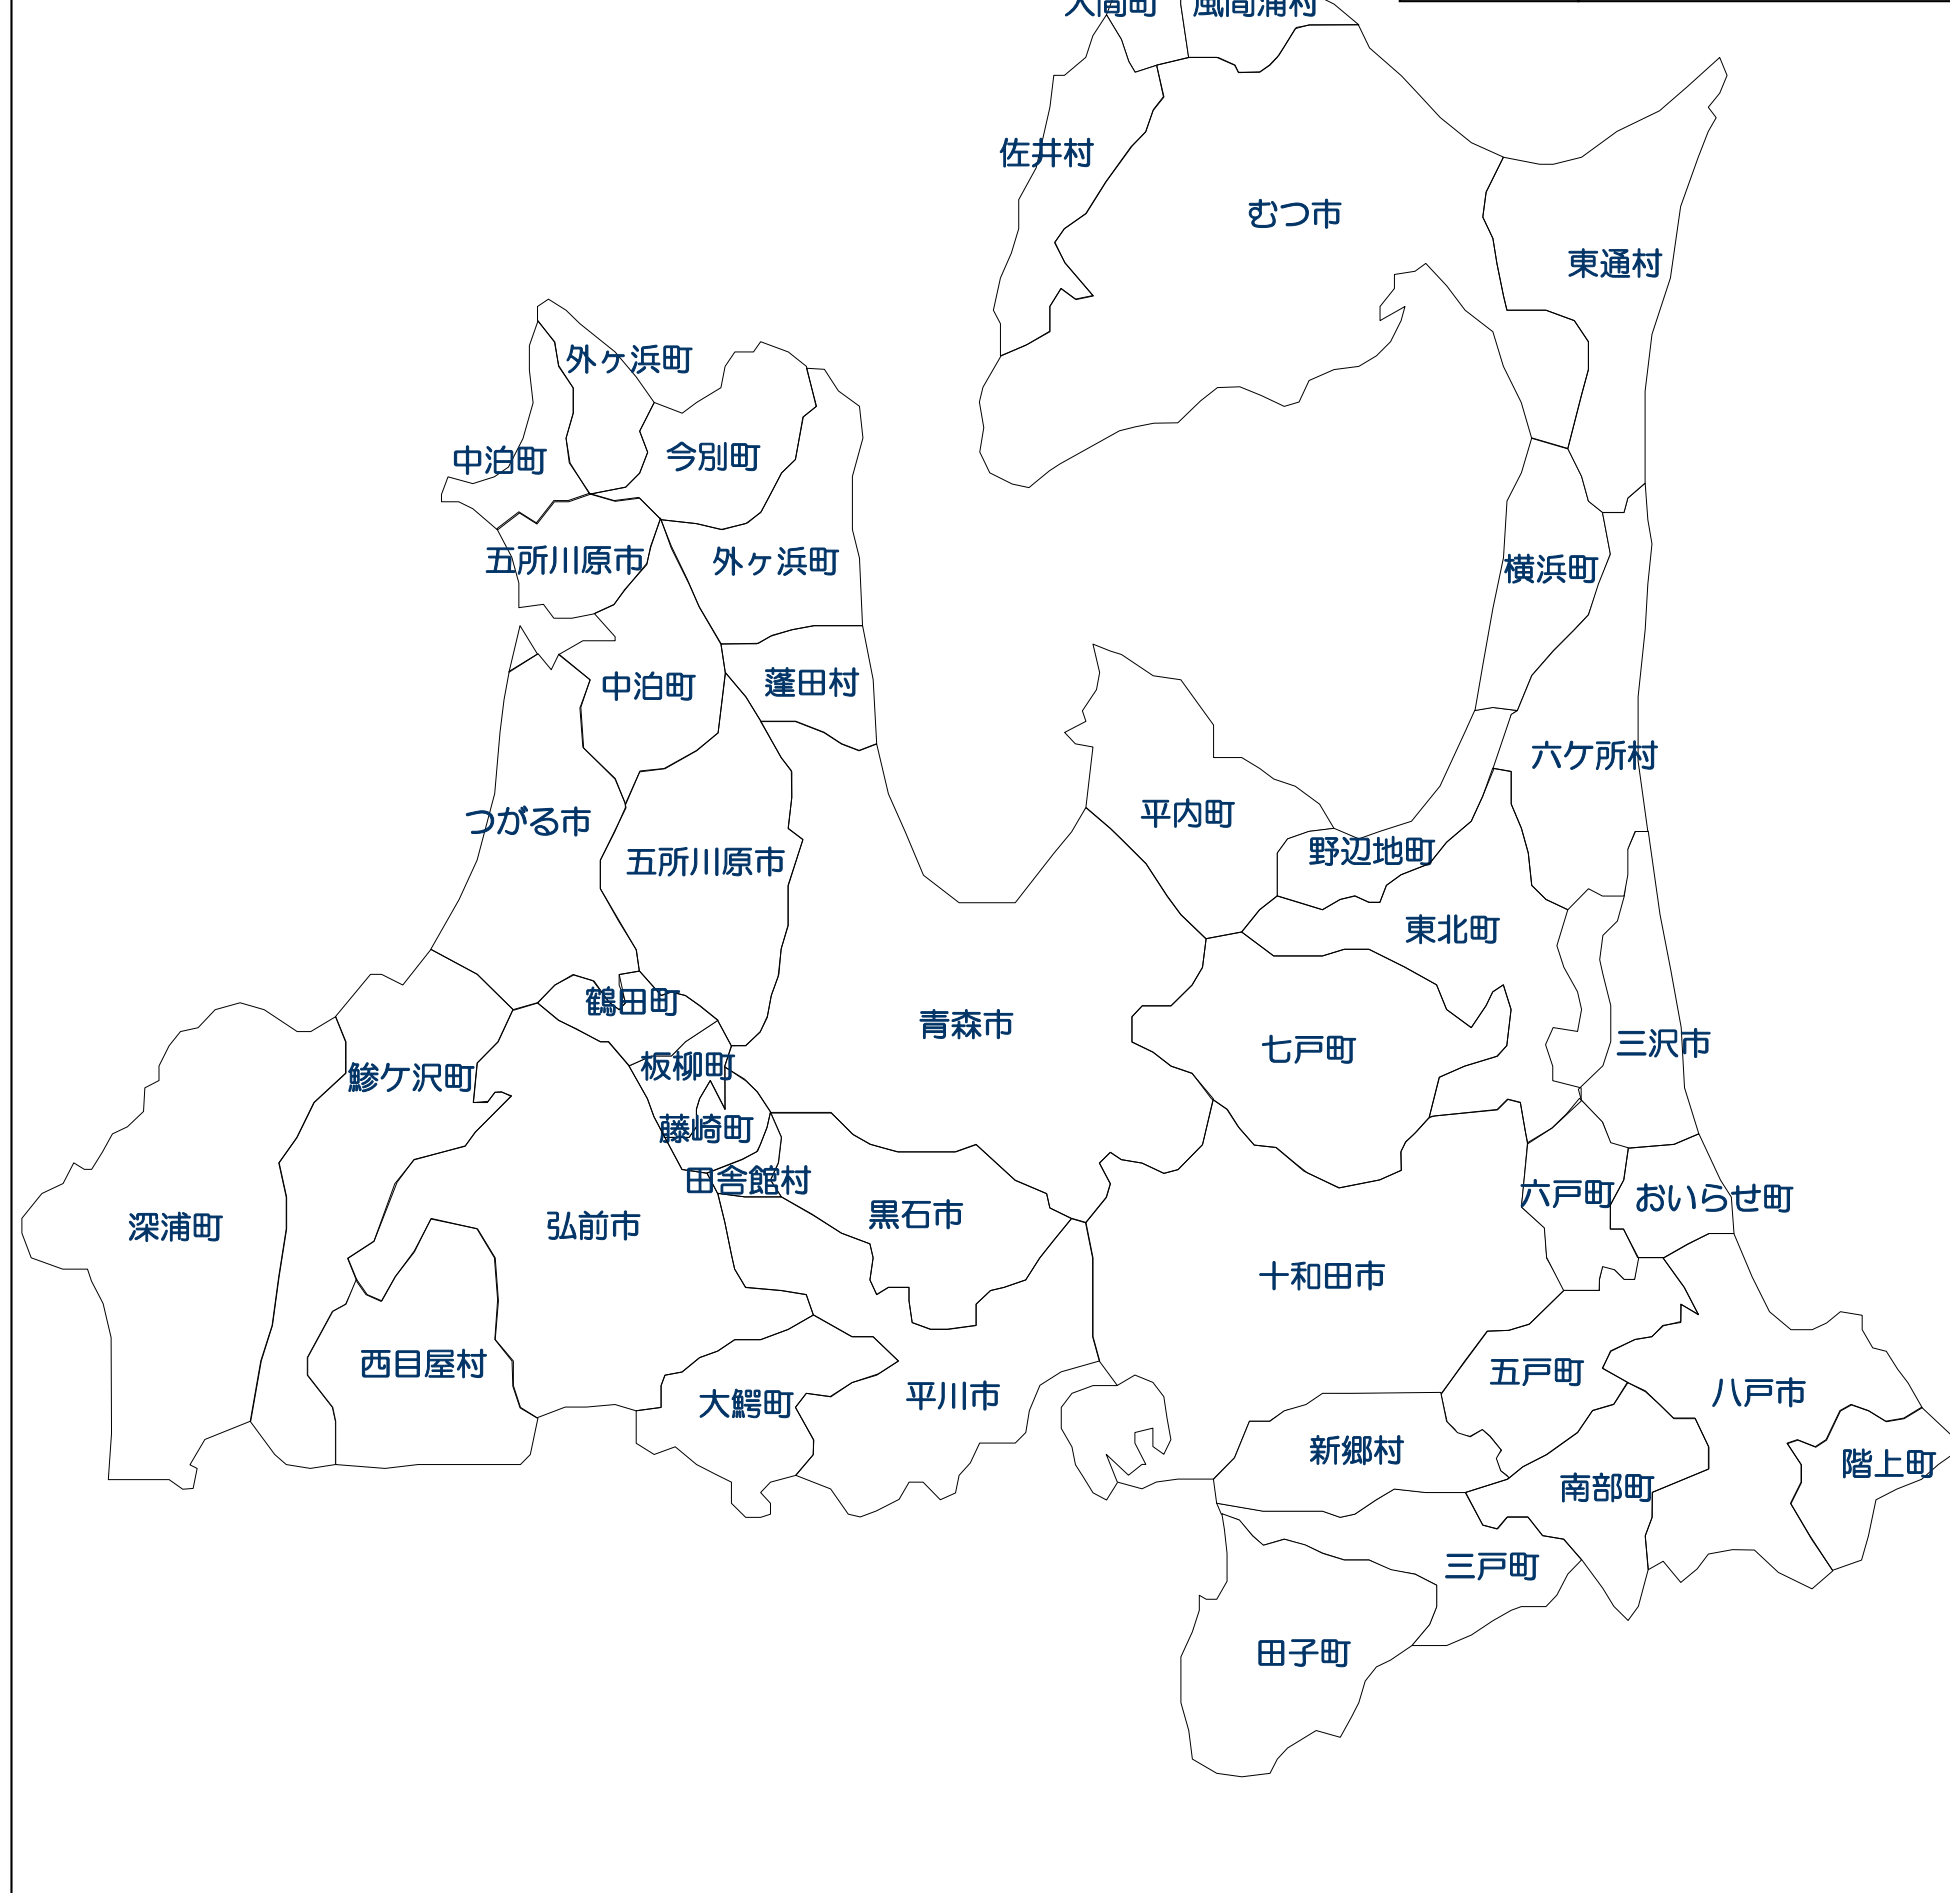 大間町
風間浦村
佐井村
むつ市
東通村
外ヶ浜町
中泊町
今別町
五所川原市
外ヶ浜町
横浜町
中泊町
蓬田村
六ケ所村
つがる市
平内町
野辺地町
五所川原市
東北町
鶴田町
青森市
三沢市
七戸町
板柳町
鰺ケ沢町
藤崎町
田舎館村
六戸町
おいらせ町
黒石市
深浦町
弘前市
十和田市
西目屋村
五戸町
八戸市
平川市
大鰐町
新郷村
階上町
南部町
三戸町
田子町